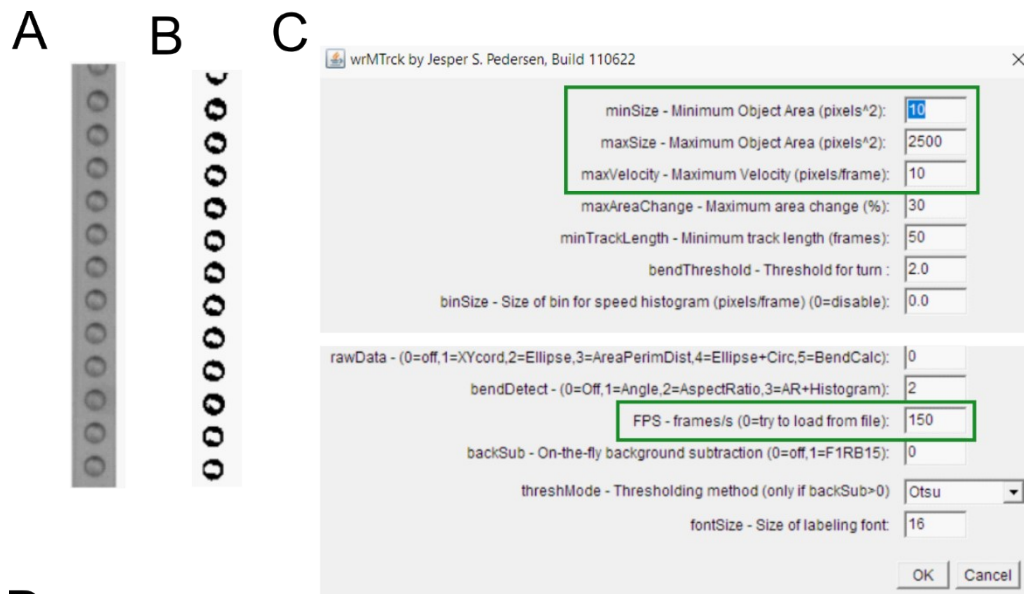 A
B
C
wrMTrck by Jesper S. Pedersen, Build 110622
minSize - Minimum Object Area (pixels^2): 10
maxSize - Maximum Object Area (pixels^2): 2500
maxVelocity - Maximum Velocity (pixels/frame): 10
maxAreaChange - Maximum area change (%): 30
minTrackLength - Minimum track length (frames): 50
bendThreshold - Threshold for turn : 2.0
binSize - Size of bin for speed histogram (pixels/frame) (0=disable): 0.0
rawData - (0=off,1=XYcord,2=Ellipse,3=AreaPerimDist,4=Ellipse+Circ,5=BendCalc): 0
bendDetect - (0=Off,1=Angle,2=AspectRatio,3=AR+Histogram): 2
FPS - frames/s (0=try to load from file): 150
backSub - On-the-fly background subtraction (0=off,1=F1RB15): 0
threshMode - Thresholding method (only if backSub>0) Otsu
fontSize - Size of labeling font: 16
OK Cancel